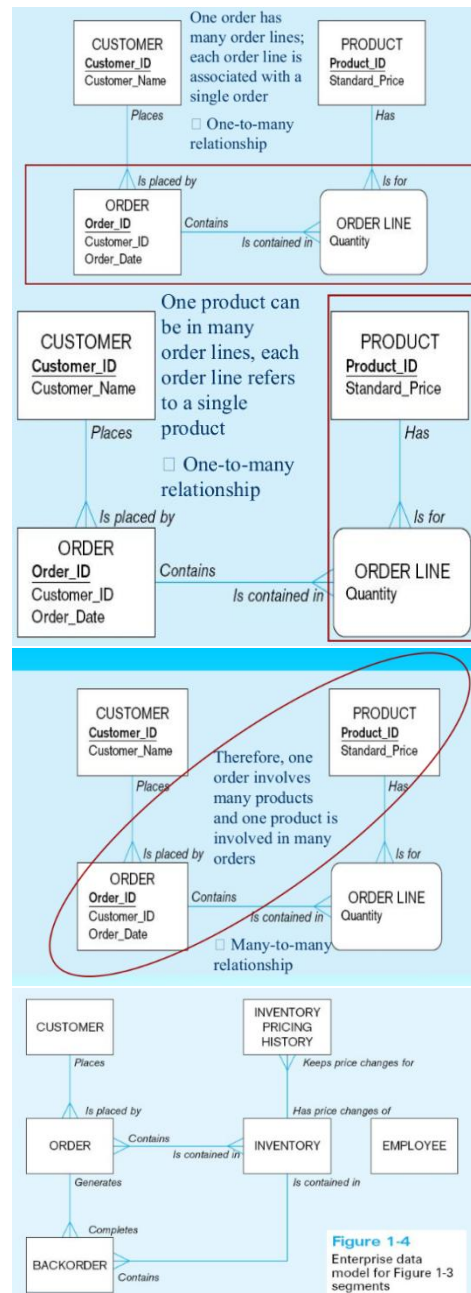 CUSTOMER
Customer_ID
Customer_Name
One order has
many order lines;
each order line is
associated with a
single order
One-to-many
relationship
PRODUCT
Product_ID
Standard_Price
Places
Has
Is placed by
Is for
ORDER
Order_ID
Customer_ID
Order_Date
Contains
Is contained in
ORDER LINE
Quantity
CUSTOMER
Customer_ID
Customer_Name
One product can
be in many
order lines, each
order line refers
to a single
product
One-to-many
relationship
PRODUCT
Product_ID
Standard_Price
Places
Has
Is placed by
Is for
ORDER
Order_ID
Customer_ID
Order_Date
Contains
Is contained in
ORDER LINE
Quantity
CUSTOMER
Customer_ID
Customer_Name
PRODUCT
Product_ID
Standard_Price
Places
Therefore, one
order involves
many products
and one product is
involved in many
orders
Has
Is placed by
Is for
ORDER
Order_ID
Customer_ID
Order_Date
Contains
Is contained in
Many-to-many
relationship
ORDER LINE
Quantity
CUSTOMER
INVENTORY
PRICING
HISTORY
Places
Keeps price changes for
Is placed by
Has price changes of
ORDER
Contains
Is contained in
INVENTORY
EMPLOYEE
Generates
Is contained in
Completes
BACKORDER
Contains
Figure 1-4
Enterprise data
model for Figure 1-3
segments